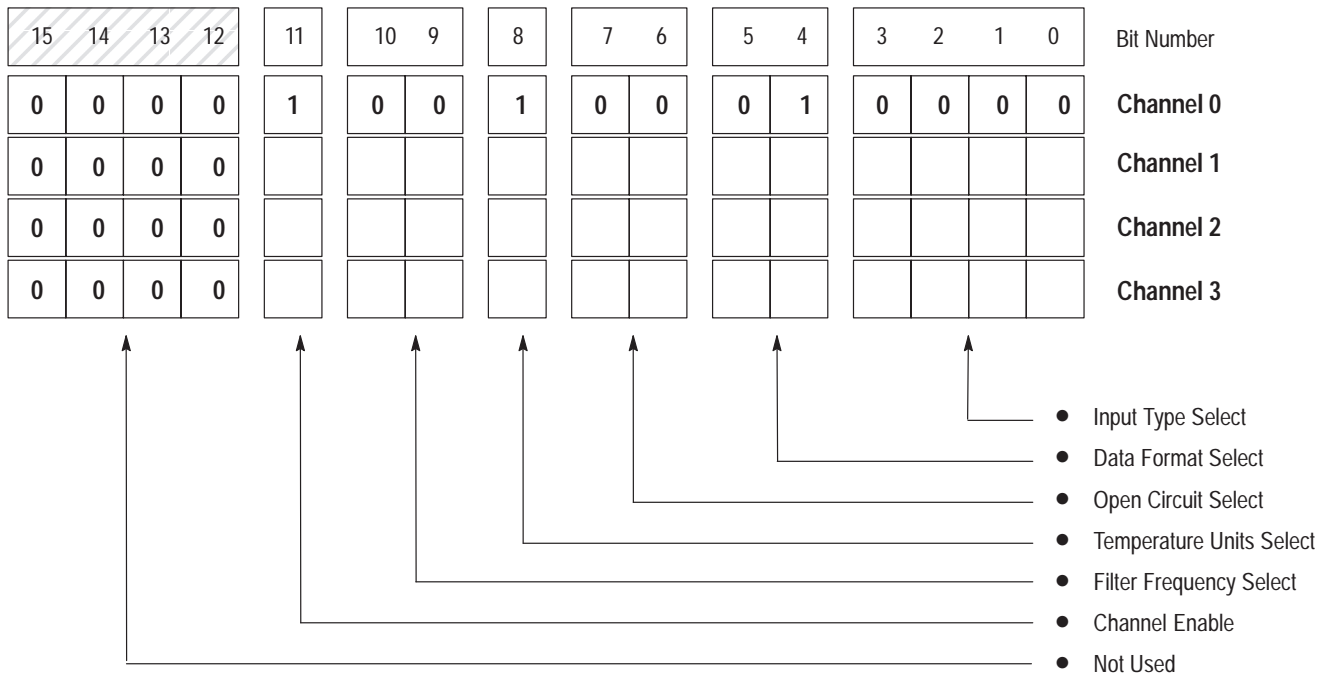 15 14 13 12 11 10 9 8 7 6 5 4 3 2 1 0 Bit Number
0 0 0 0 1 0 0 1 0 0 0 1 0 0 0 0 Channel 0
0 0 0 0 Channel 1
0 0 0 0 Channel 2
0 0 0 0 Channel 3
● Input Type Select
● Data Format Select
● Open Circuit Select
● Temperature Units Select
● Filter Frequency Select
● Channel Enable
● Not Used